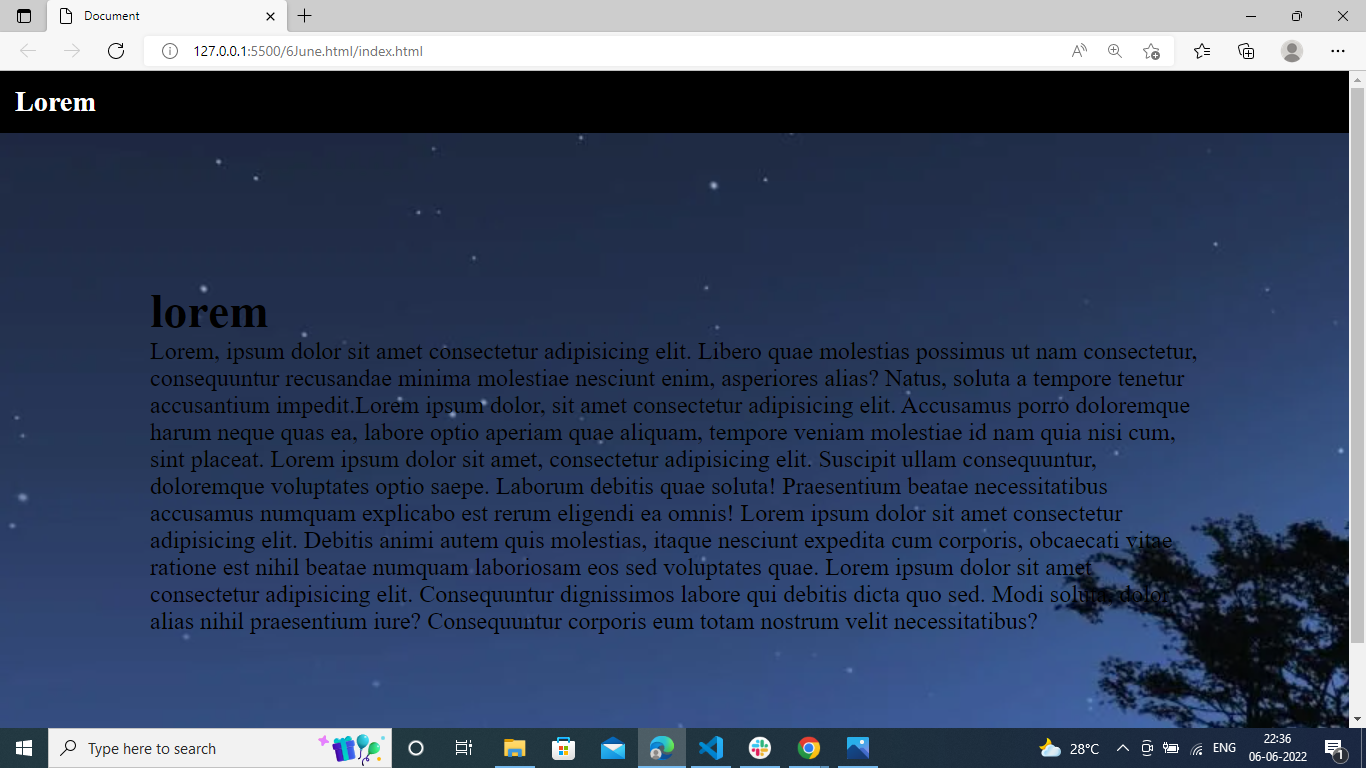 Document
127.0.0.1:5500/6June.html/index.html
Lorem
lorem
Lorem, ipsum dolor sit amet consectetur adipisicing elit. Libero quae molestias possimus ut nam consectetur,
consequuntur recusandae minima molestiae nesciunt enim, asperiores alias? Natus, soluta a tempore tenetur
accusantium impedit.Lorem ipsum dolor, sit amet consectetur adipisicing elit. Accusamus porro doloremque
harum neque quas ea, labore optio aperiam quae aliquam, tempore veniam molestiae id nam quia nisi cum,
sint placeat. Lorem ipsum dolor sit amet, consectetur adipisicing elit. Suscipit ullam consequuntur,
doloremque voluptates optio saepe. Laborum debitis quae soluta! Praesentium beatae necessitatibus
accusamus numquam explicabo est rerum eligendi ea omnis! Lorem ipsum dolor sit amet consectetur
adipisicing elit. Debitis animi autem quis molestias, itaque nesciunt expedita cum corporis, obcaecati vitae
ratione est nihil beatae numquam laboriosam eos sed voluptates quae. Lorem ipsum dolor sit amet
consectetur adipisicing elit. Consequuntur dignissimos labore qui debitis dicta quo sed. Modi soluta dolor
alias nihil praesentium iure? Consequuntur corporis eum totam nostrum velit necessitatibus?
Type here to search
28°C
ENG
22:36
06-06-2022
1